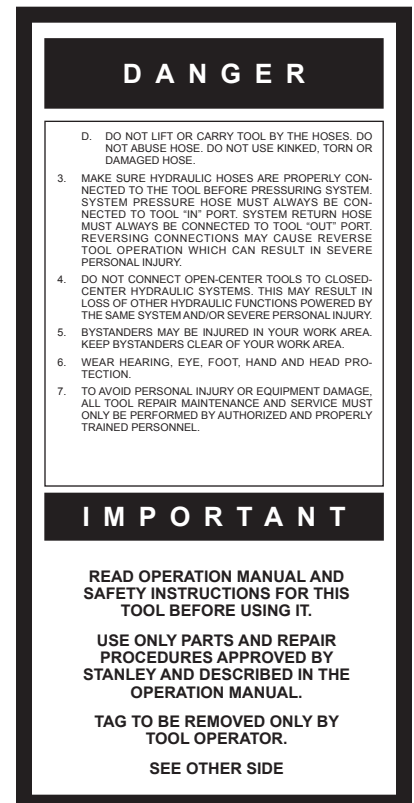 DANGER
D. DO NOT LIFT OR CARRY TOOL BY THE HOSES. DO
NOT ABUSE HOSE. DO NOT USE KINKED, TORN OR
DAMAGED HOSE.
3. MAKE SURE HYDRAULIC HOSES ARE PROPERLY CON-
NECTED TO THE TOOL BEFORE PRESSURING SYSTEM.
SYSTEM PRESSURE HOSE MUST ALWAYS BE CON-
NECTED TO TOOL “IN” PORT. SYSTEM RETURN HOSE
MUST ALWAYS BE CONNECTED TO TOOL “OUT” PORT.
REVERSING CONNECTIONS MAY CAUSE REVERSE
TOOL OPERATION WHICH CAN RESULT IN SEVERE
PERSONAL INJURY.
4. DO NOT CONNECT OPEN-CENTER TOOLS TO CLOSED-
CENTER HYDRAULIC SYSTEMS. THIS MAY RESULT IN
LOSS OF OTHER HYDRAULIC FUNCTIONS POWERED BY
THE SAME SYSTEM AND/OR SEVERE PERSONAL INJURY.
5. BYSTANDERS MAY BE INJURED IN YOUR WORK AREA.
KEEP BYSTANDERS CLEAR OF YOUR WORK AREA.
6. WEAR HEARING, EYE, FOOT, HAND AND HEAD PRO-
TECTION.
7. TO AVOID PERSONAL INJURY OR EQUIPMENT DAMAGE,
ALL TOOL REPAIR MAINTENANCE AND SERVICE MUST
ONLY BE PERFORMED BY AUTHORIZED AND PROPERLY
TRAINED PERSONNEL.
IMPORTANT
READ OPERATION MANUAL AND
SAFETY INSTRUCTIONS FOR THIS
TOOL BEFORE USING IT.
USE ONLY PARTS AND REPAIR
PROCEDURES APPROVED BY
STANLEY AND DESCRIBED IN THE
OPERATION MANUAL.
TAG TO BE REMOVED ONLY BY
TOOL OPERATOR.
SEE OTHER SIDE